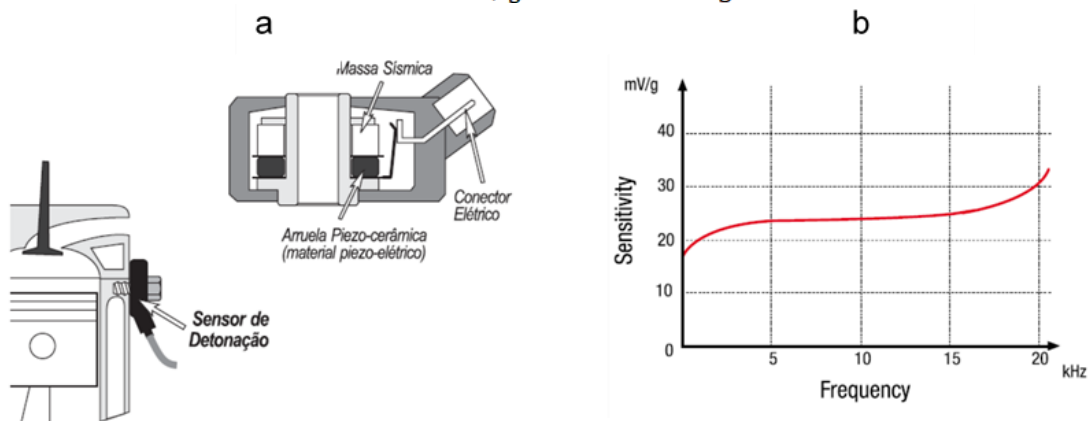 a
b
Massa Sísmica
Conector
Elétrico
Arruela Piezo-cerâmica
(material piezo-elétrico)
Sensor de
Detonação
mV/g
40
30
20
10
0
Sensitivity
5
10
15
20
kHz
Frequency